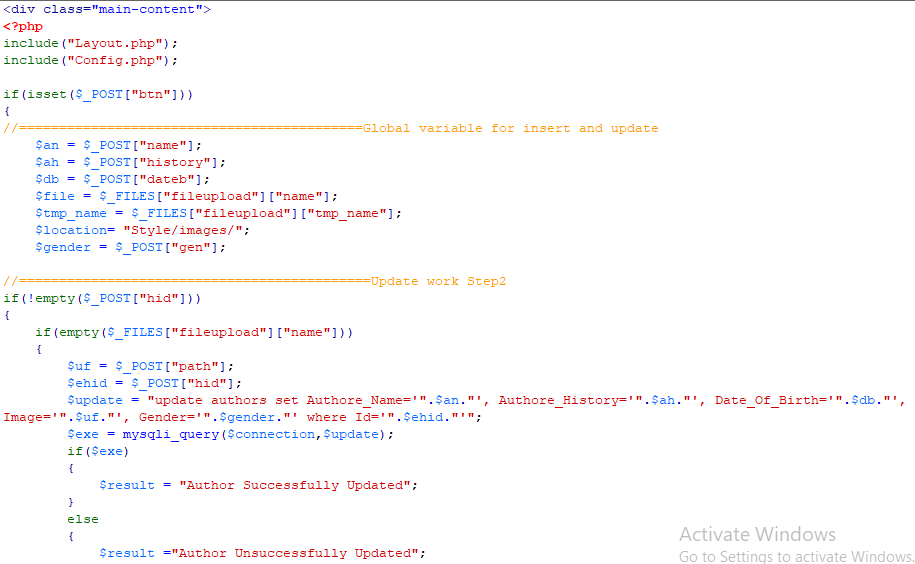 <div class="main-content">
<?php
include("Layout.php");
include("Config.php");
if(isset($_POST["btn"]))
{
//===========================================Global variable for insert and update
$an = $_POST["name"];
$ah = $_POST["history"];
$db = $_POST["dateb"];
$file = $_FILES["fileupload"]["name"];
$tmp_name = $_FILES["fileupload"]["tmp_name"];
$location= "Style/images/";
$gender = $_POST["gen"];
//============================================Update work Step2
if(!empty($_POST["hid"]))
{
if(empty($_FILES["fileupload"]["name"]))
{
$uf = $_POST["path"];
$ehid = $_POST["hid"];
$update = "update authors set Authore_Name='".$an."', Authore_History='".$ah."', Date_Of_Birth='".$db."',
Image='".$uf."', Gender='".$gender."' where Id='".$ehid."'";
$exe = mysqli_query($connection,$update);
if($exe)
{
$result = "Author Successfully Updated";
}
else
{
$result ="Author Unsuccessfully Updated";
Activate Windows
Go to Settings to activate Windows.